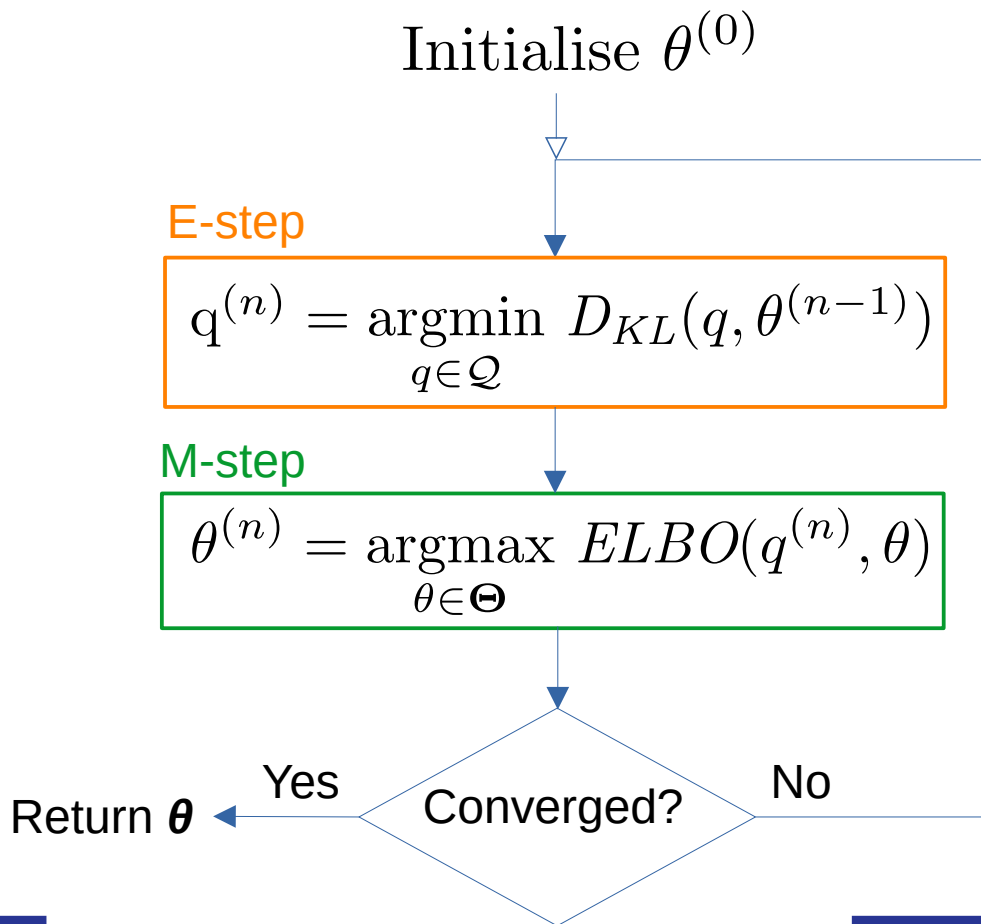 Initialise θ^(0)
E-step
q^(n) = argmin D_KL(q, θ^(n−1))
q∈𝒬
M-step
θ^(n) = argmax ELBO(q^(n), θ)
θ∈Θ
Yes
No
Return θ
Converged?